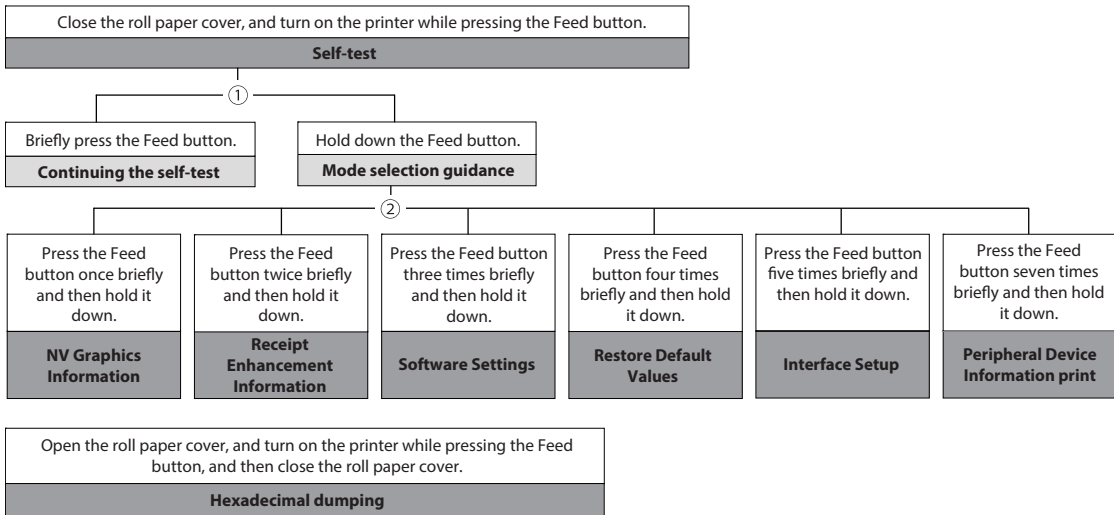 Close the roll paper cover, and turn on the printer while pressing the Feed button.
Self-test
①
Briefly press the Feed button.
Continuing the self-test
Hold down the Feed button.
Mode selection guidance
②
Press the Feed
button once briefly
and then hold it
down.
NV Graphics
Information
Press the Feed
button twice briefly
and then hold it
down.
Receipt
Enhancement
Information
Press the Feed button
three times briefly
and then hold it
down.
Software Settings
Press the Feed
button four times
briefly and then hold
it down.
Restore Default
Values
Press the Feed button
five times briefly and
then hold it down.
Interface Setup
Press the Feed
button seven times
briefly and then hold
it down.
Peripheral Device
Information print
Open the roll paper cover, and turn on the printer while pressing the Feed
button, and then close the roll paper cover.
Hexadecimal dumping